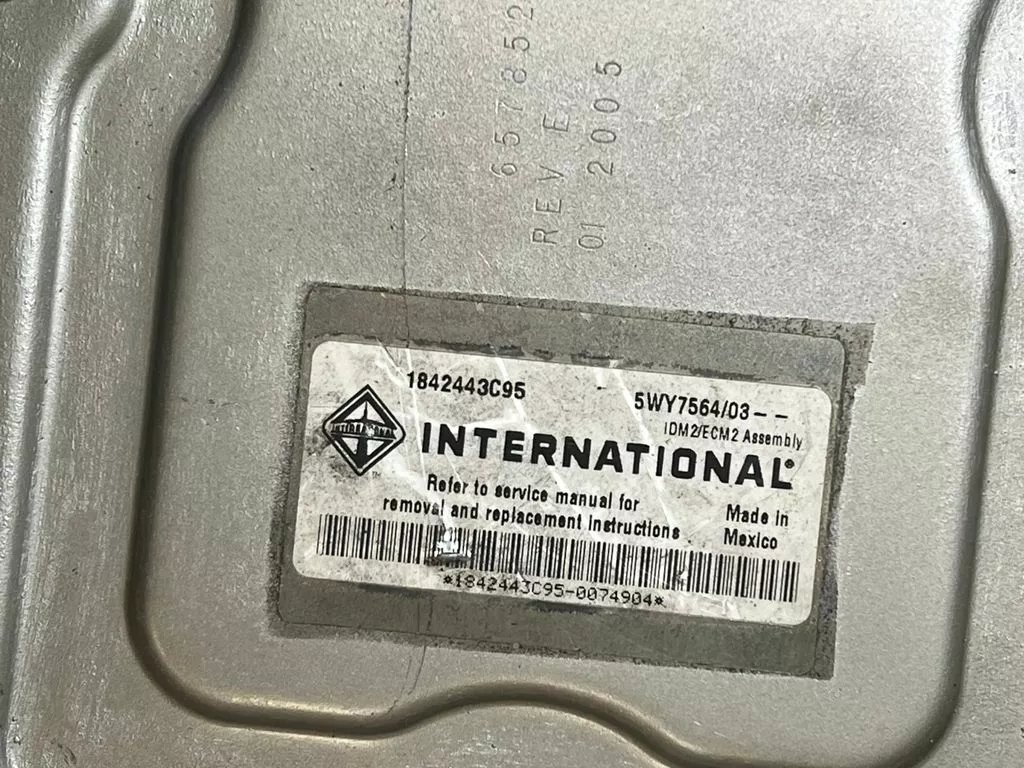 657852
REV E
01 2005
1842443C95
5WY7564/03--
IDM2/ECM2 Assembly
INTERNATIONAL
INTERNATIONAL®
Refer to service manual for
removal and replacement Instructions
Made in
Mexico
*1842443C95-0074904*